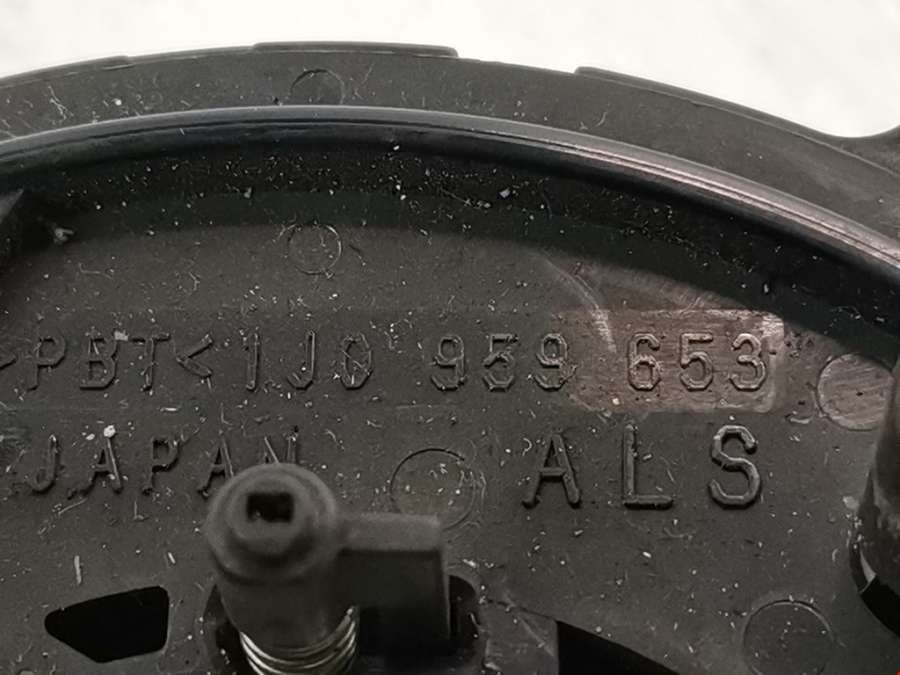 >PBT< 1J0 959 653
JAPAN ALS